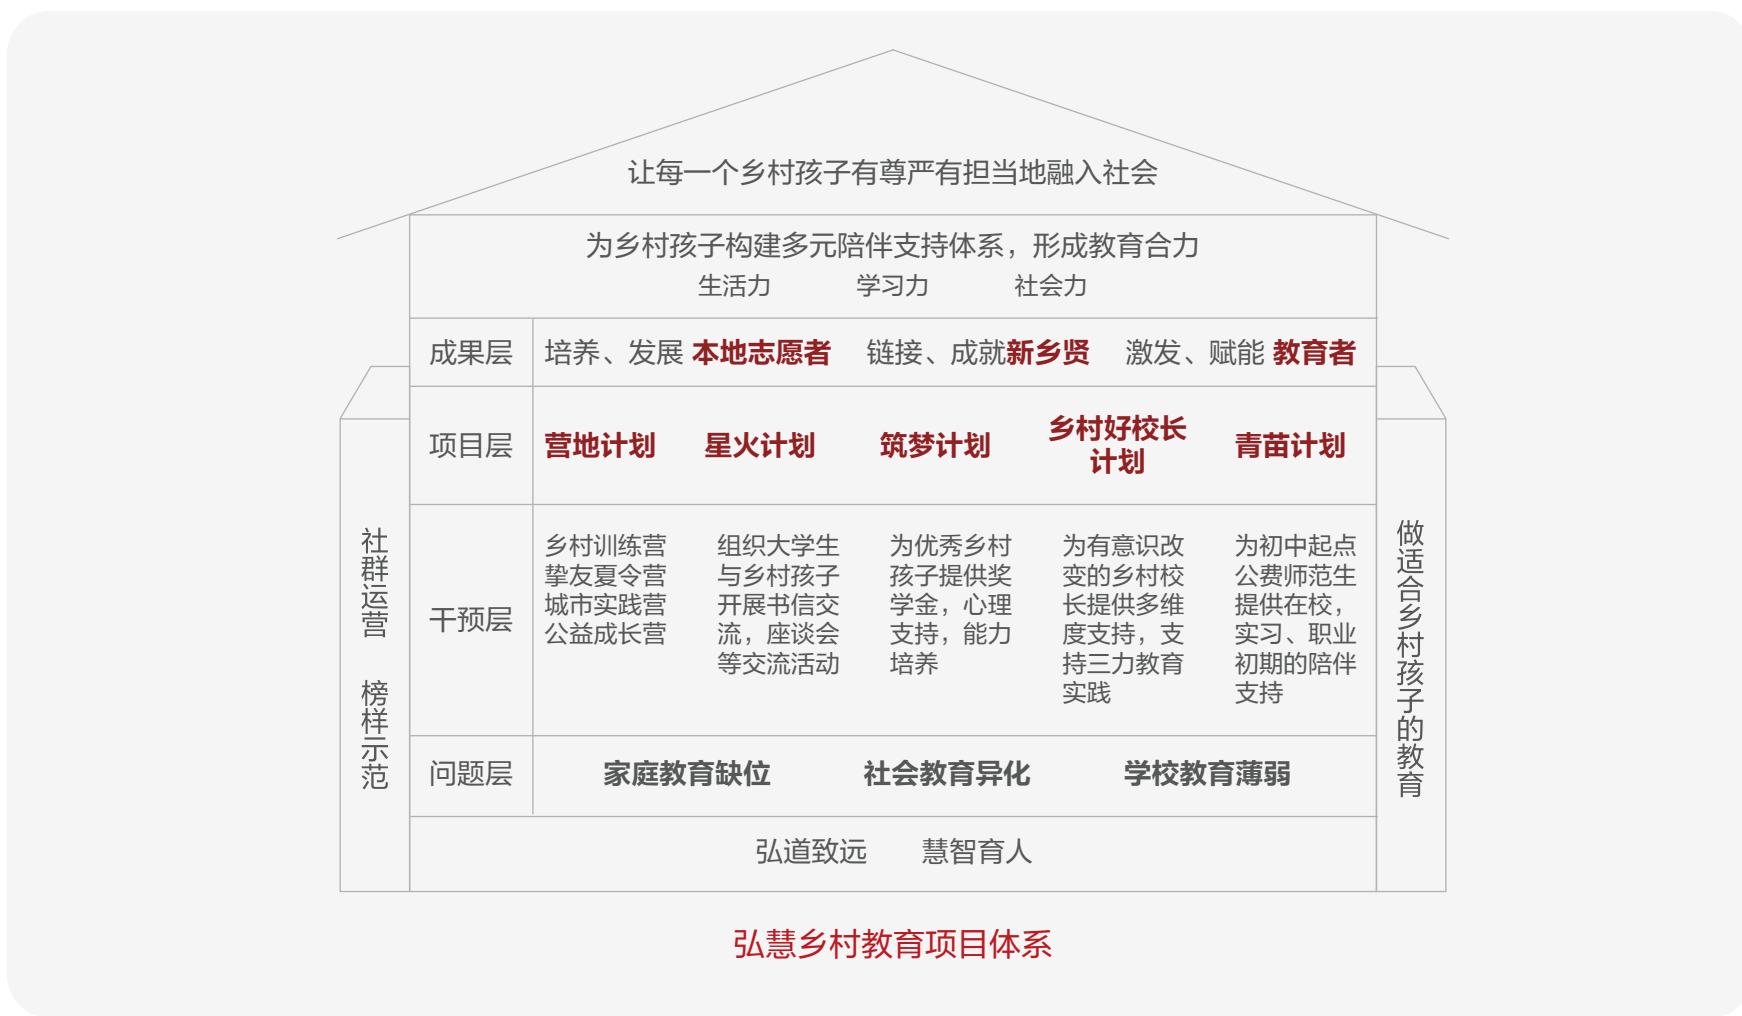 让每一个乡村孩子有尊严有担当地融入社会
为乡村孩子构建多元陪伴支持体系，形成教育合力
生活力 学习力 社会力
成果层 培养、发展 本地志愿者 链接、成就新乡贤 激发、赋能 教育者
项目层
营地计划
星火计划
筑梦计划
乡村好校长
计划
青苗计划
干预层
乡村训练营
挚友夏令营
城市实践营
公益成长营
组织大学生
与乡村孩子
开展书信交
流，座谈会
等交流活动
为优秀乡村
孩子提供奖
学金，心理
支持，能力
培养
为有意识改
变的乡村校
长提供多维
度支持，支
持三力教育
实践
为初中起点
公费师范生
提供在校，
实习、职业
初期的陪伴
支持
问题层 家庭教育缺位 社会教育异化 学校教育薄弱
弘道致远 慧智育人
社群运营 榜样示范
做适合乡村孩子的教育
弘慧乡村教育项目体系